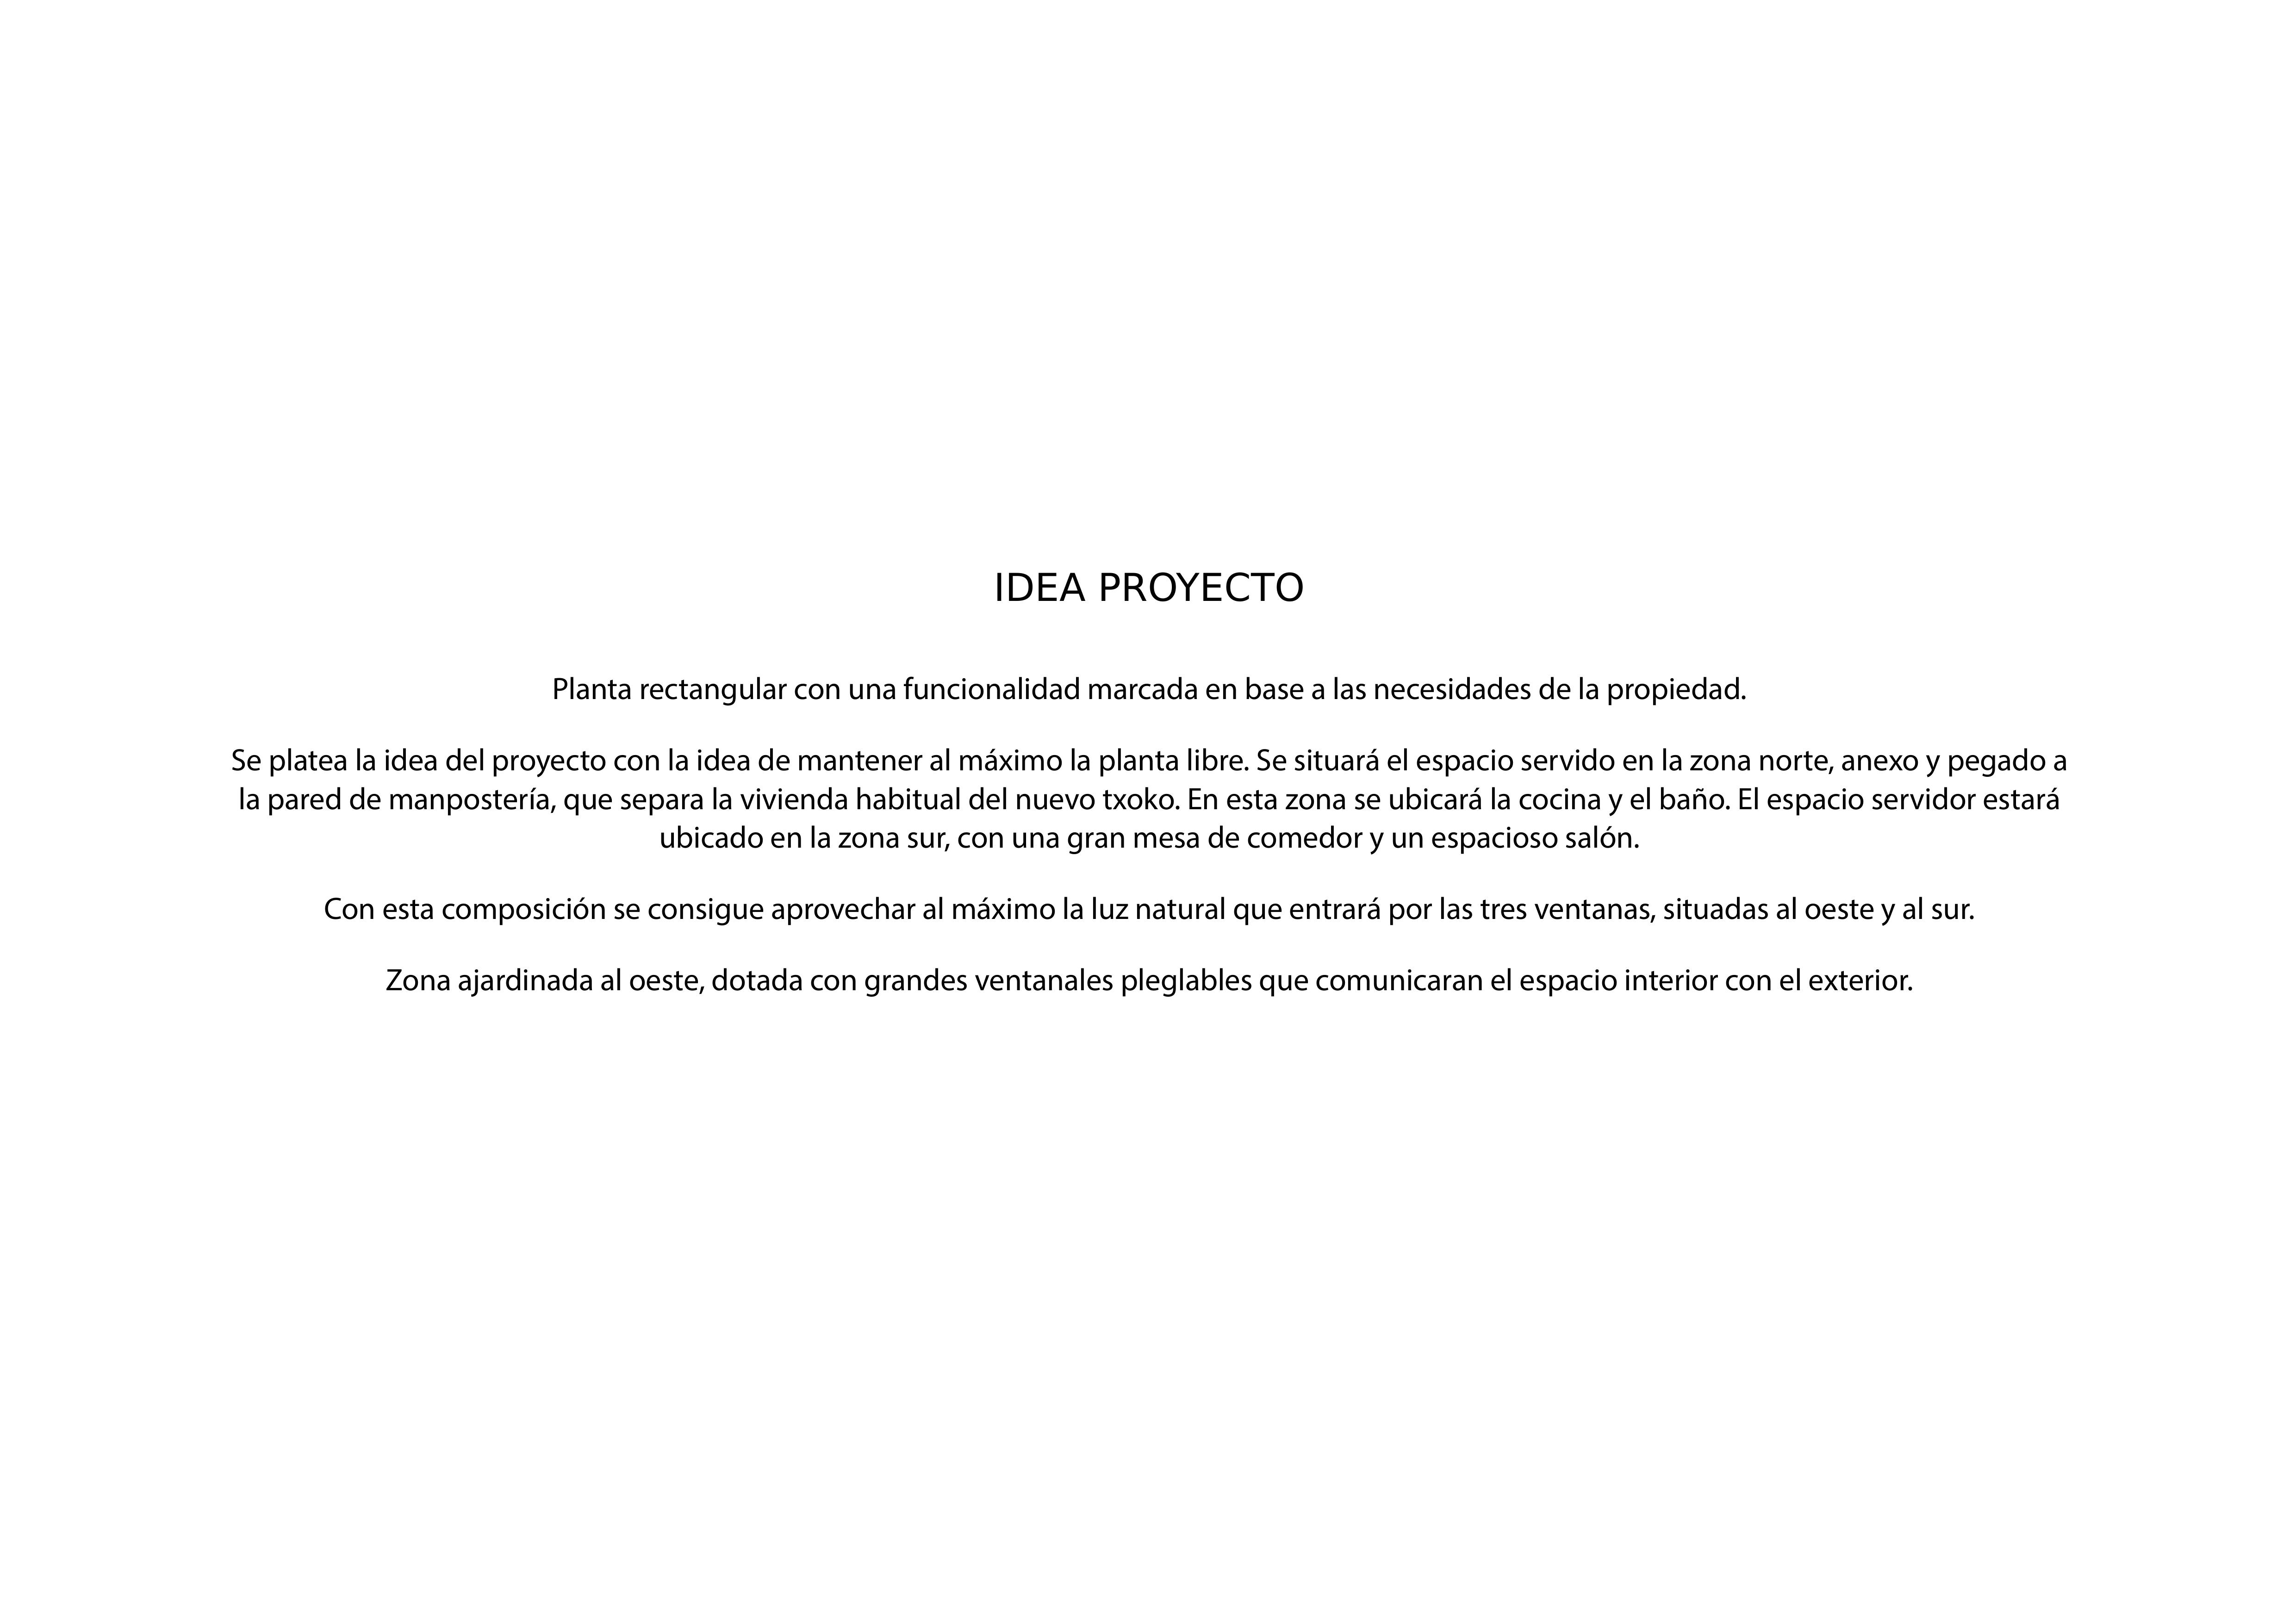 IDEA PROYECTO
Planta rectangular con una funcionalidad marcada en base a las necesidades de la propiedad.
Se platea la idea del proyecto con la idea de mantener al máximo la planta libre. Se situará el espacio servido en la zona norte, anexo y pegado a
la pared de mampostería, que separa la vivienda habitual del nuevo txoko. En esta zona se ubicará la cocina y el baño. El espacio servidor estará
ubicado en la zona sur, con una gran mesa de comedor y un espacioso salón.
Con esta composición se consigue aprovechar al máximo la luz natural que entrará por las tres ventanas, situadas al oeste y al sur.
Zona ajardinada al oeste, dotada con grandes ventanales pleglables que comunicaran el espacio interior con el exterior.